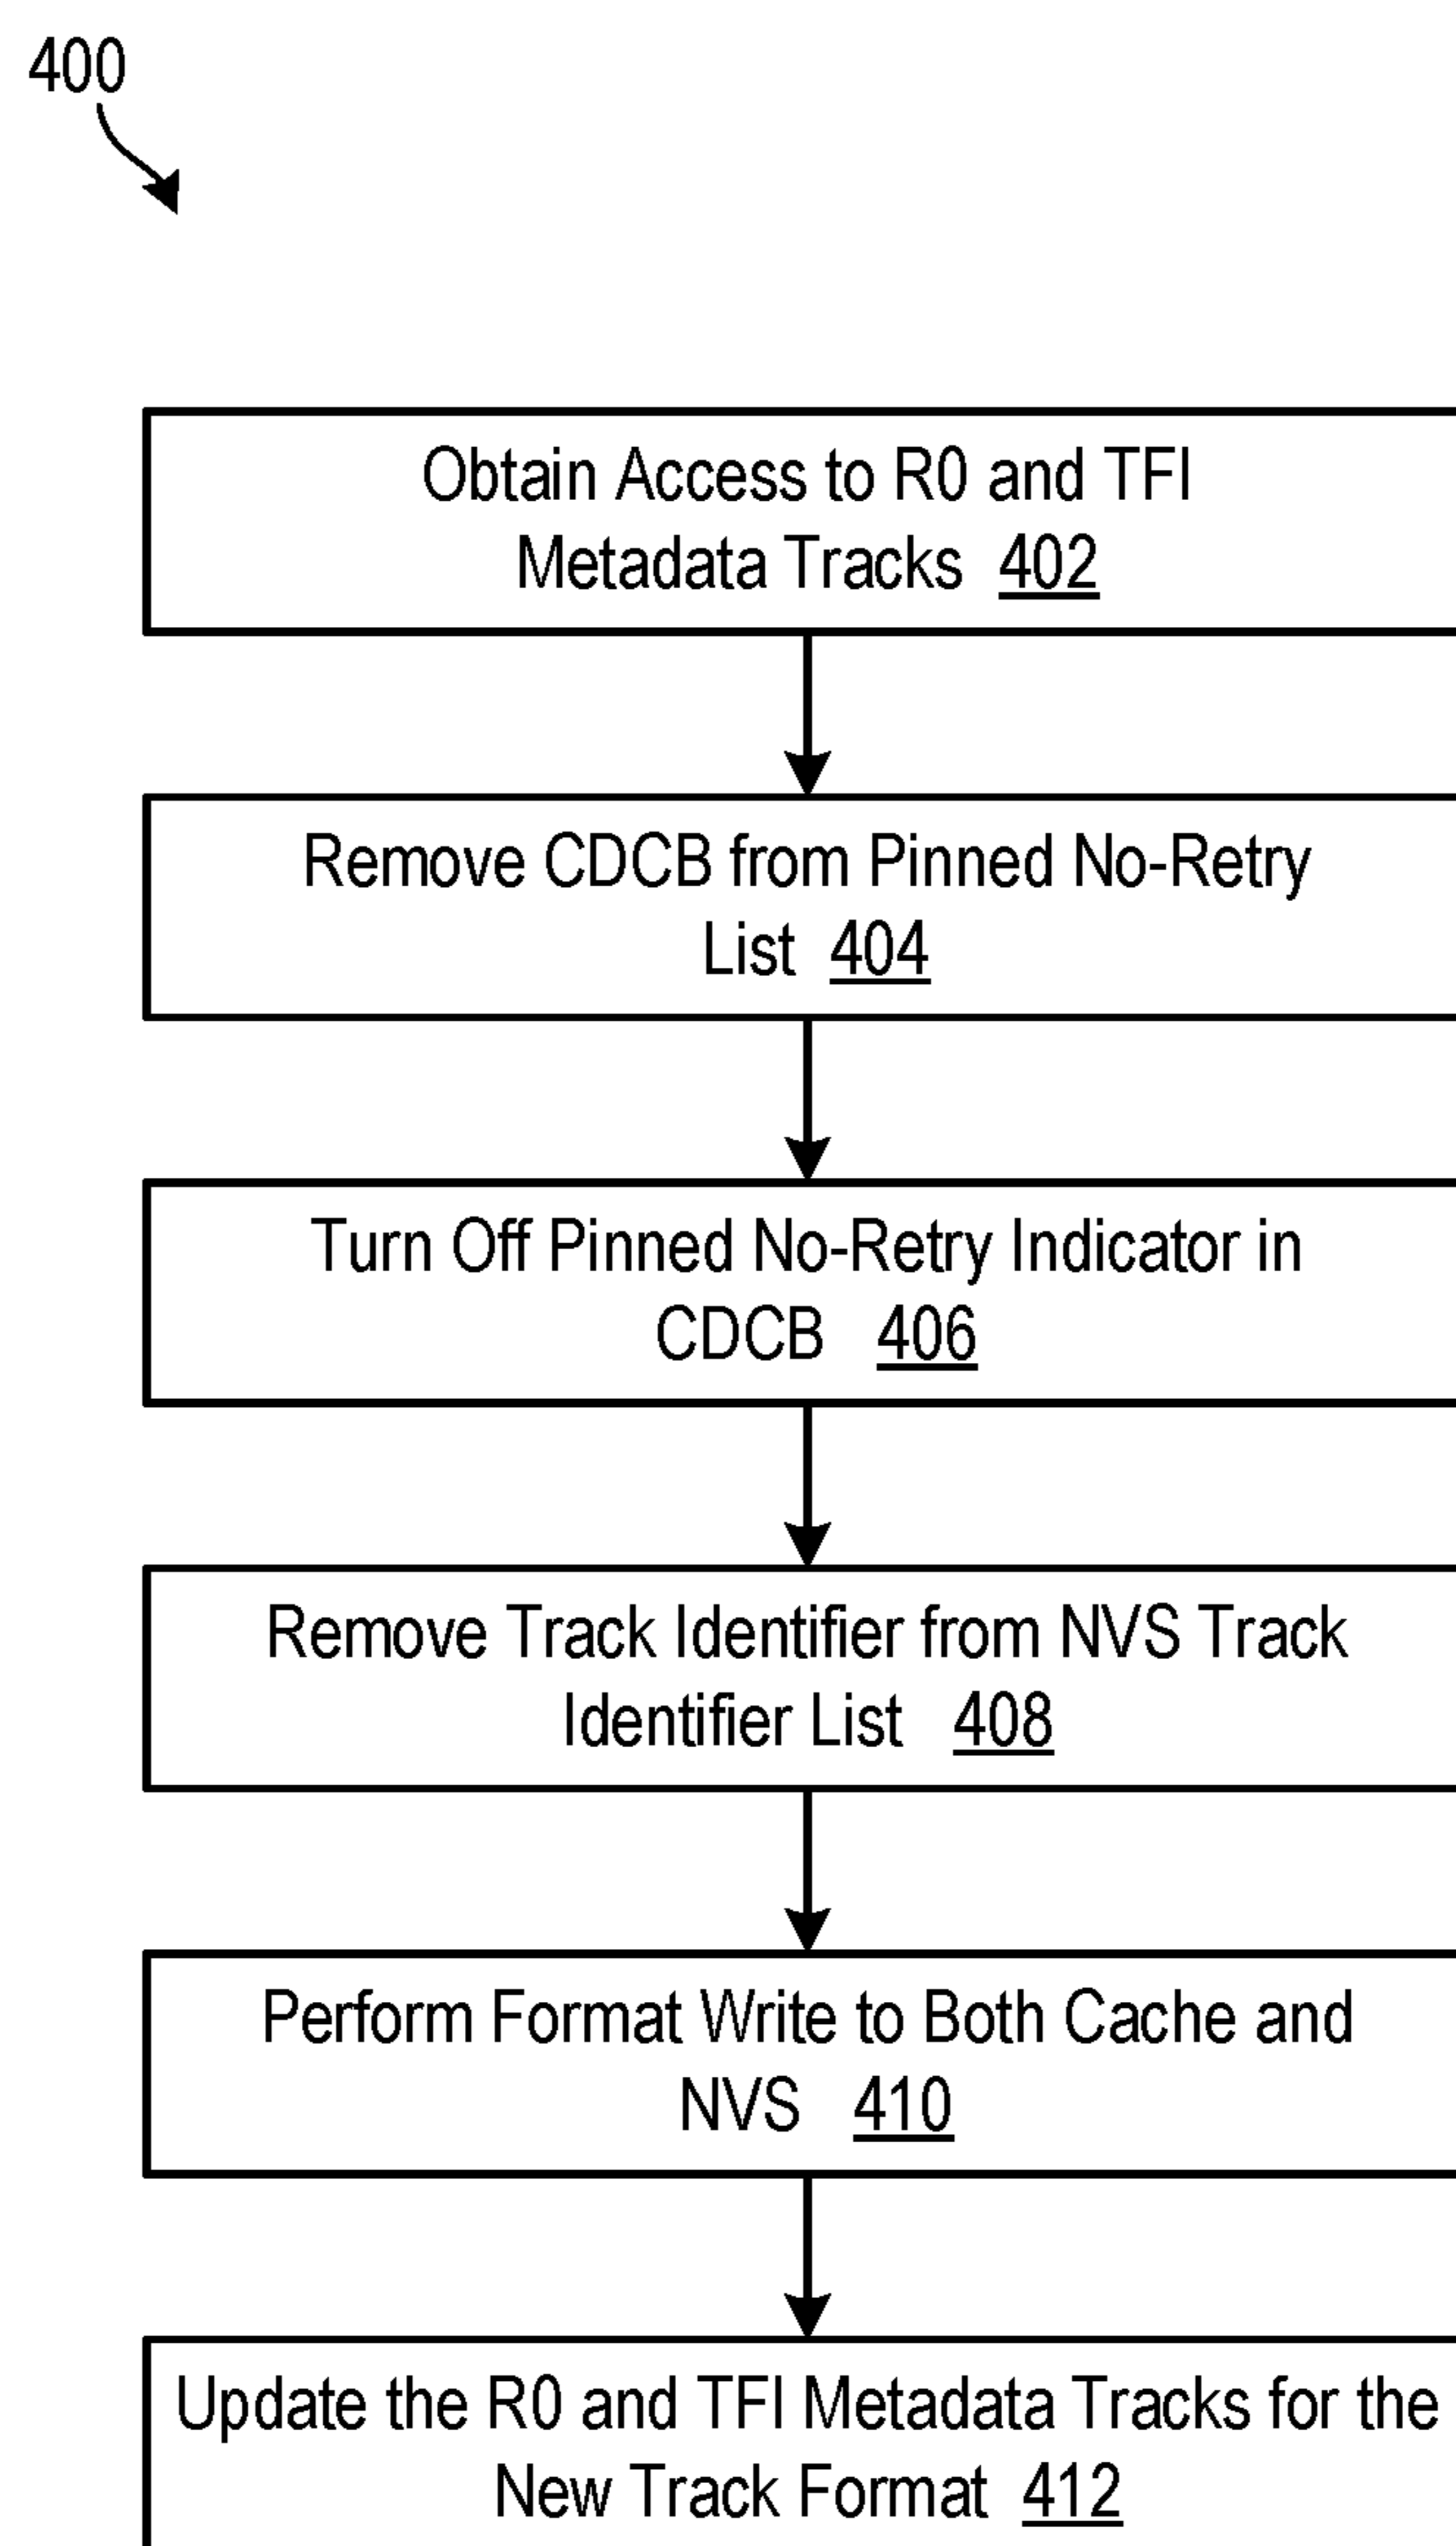 400
Obtain Access to R0 and TFI
Metadata Tracks 402
Remove CDCB from Pinned No-Retry
List 404
Turn Off Pinned No-Retry Indicator in
CDCB 406
Remove Track Identifier from NVS Track
Identifier List 408
Perform Format Write to Both Cache and
NVS 410
Update the R0 and TFI Metadata Tracks for the
New Track Format 412